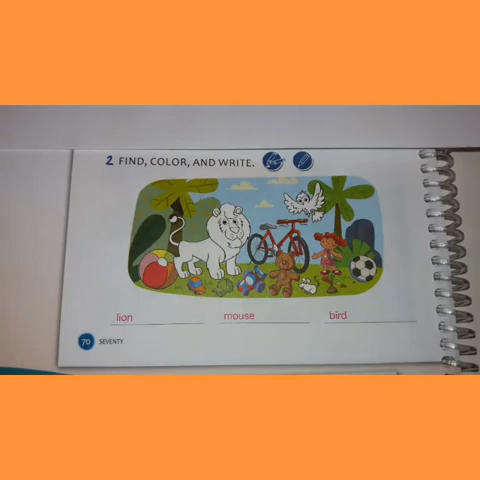 2 FIND, COLOR, AND WRITE.
lion mouse bird
70 SEVENTY